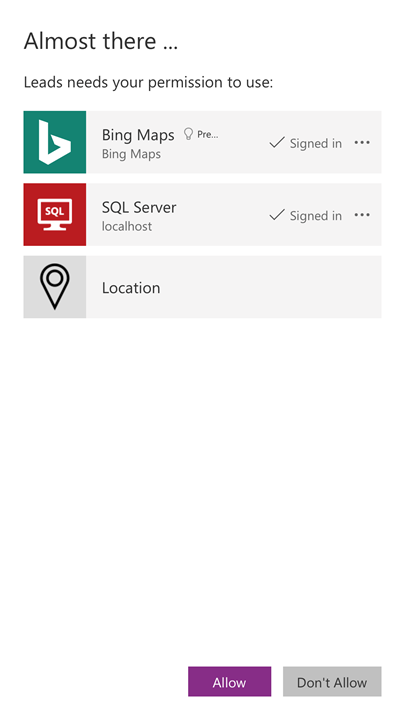 Almost there ...
Leads needs your permission to use:
Bing Maps Pre...
Bing Maps
Signed in
SQL
SQL Server
localhost
Signed in
Location
Allow
Don't Allow